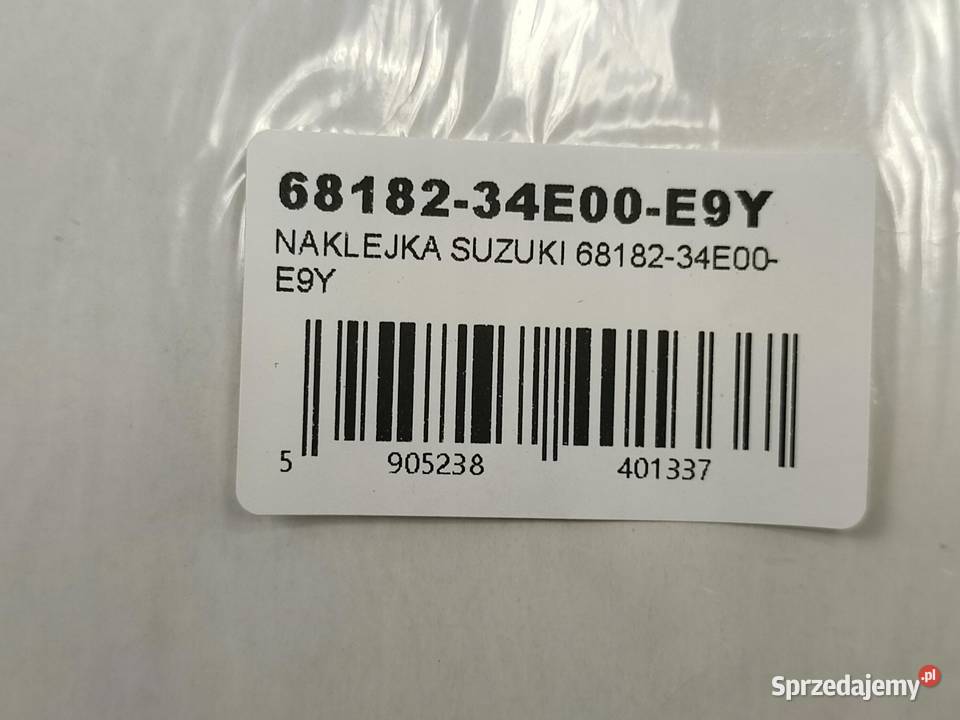 68182-34E00-E9Y
NAKLEJKA SUZUKI 68182-34E00-
E9Y
5 905238 401337
Sprzedajemy.pl